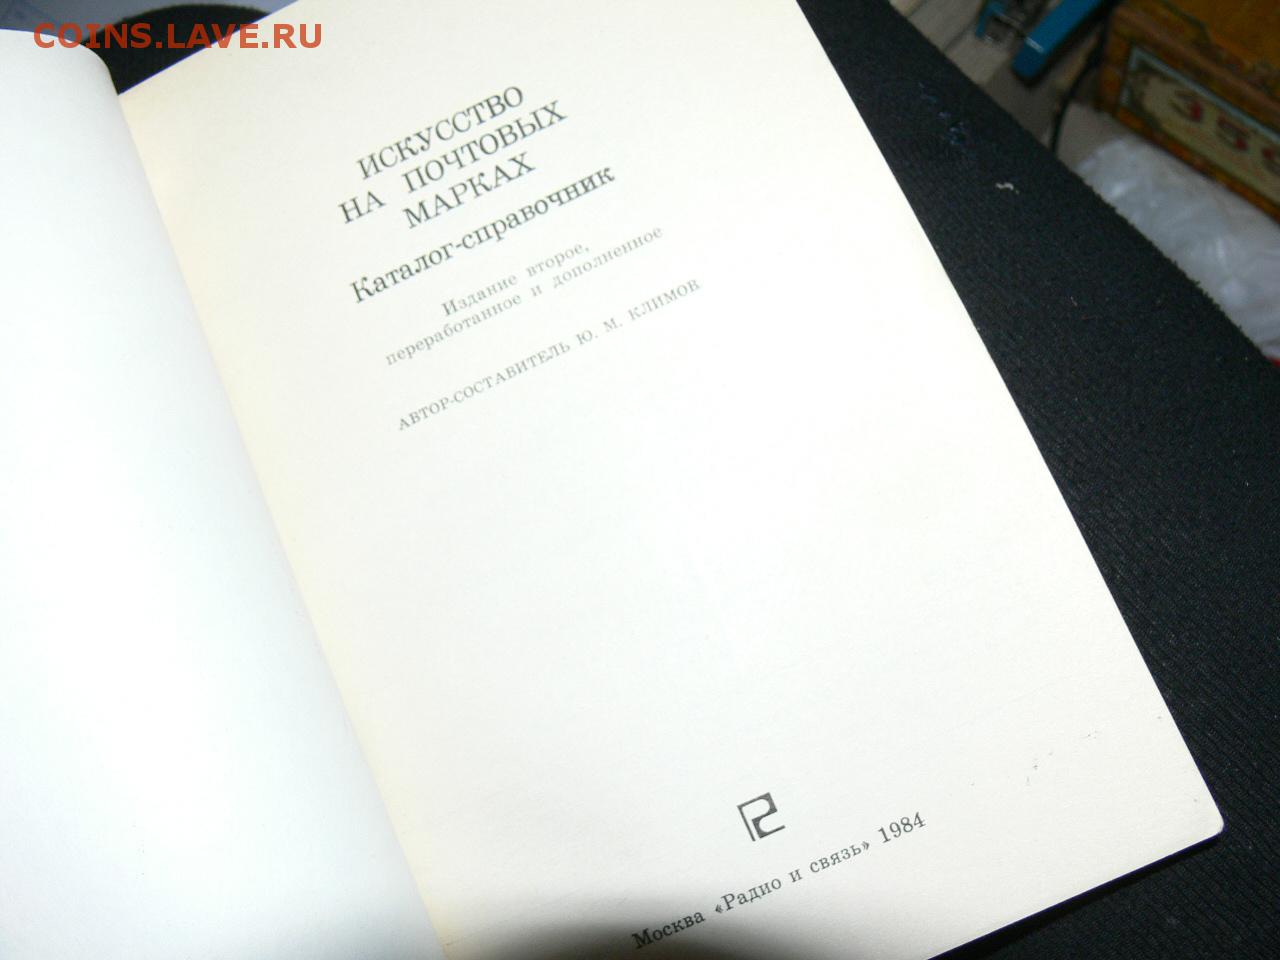 COINS.LAVE.RU
ИСКУССТВО
НА ПОЧТОВЫХ
МАРКАХ
Каталог-справочник
Издание второе,
переработанное и дополненное
АВТОР-СОСТАВИТЕЛЬ Ю. М. КЛИМОВ
Москва «Радио и связь» 1984